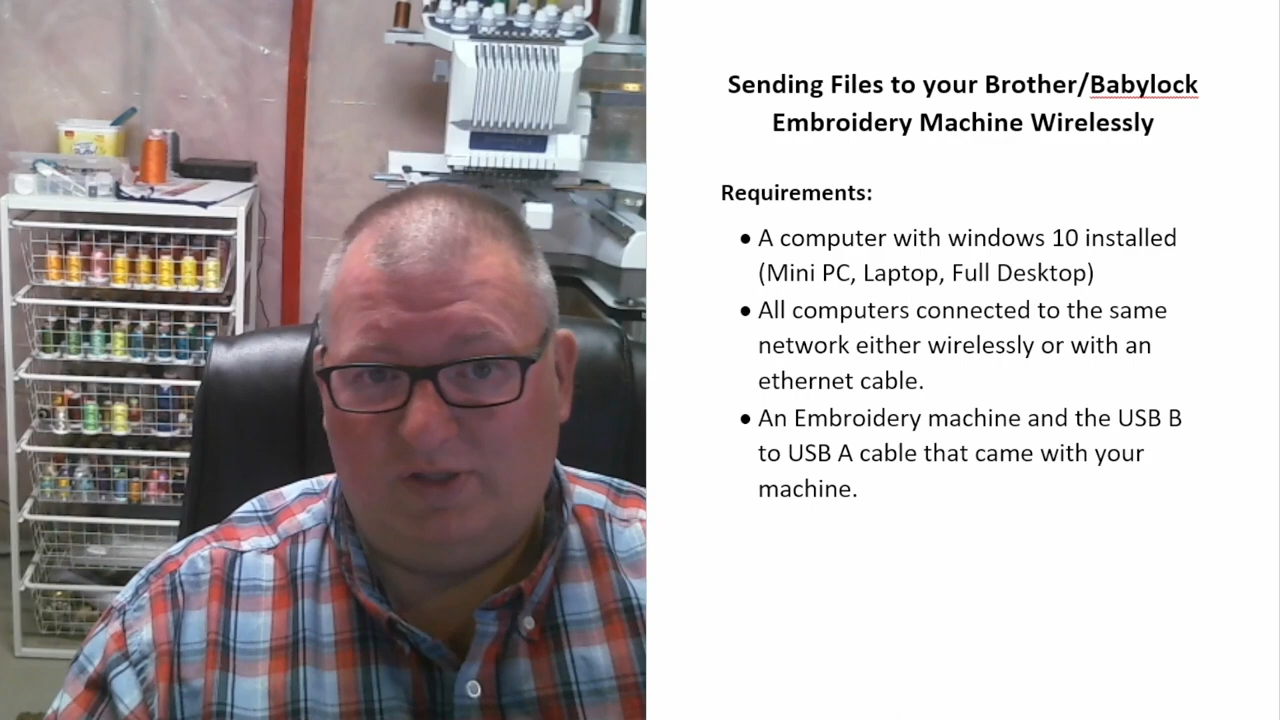 Sending Files to your Brother/Babylock
Embroidery Machine Wirelessly
Requirements:
• A computer with windows 10 installed
(Mini PC, Laptop, Full Desktop)
• All computers connected to the same
network either wirelessly or with an
ethernet cable.
• An Embroidery machine and the USB B
to USB A cable that came with your
machine.